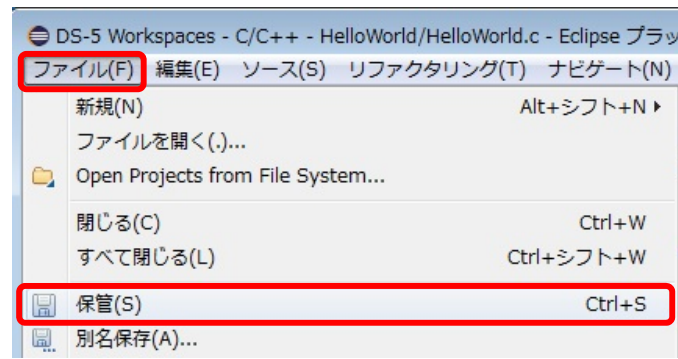 DS-5 Workspaces - C/C++ - HelloWorld/HelloWorld.c - Eclipse プラッ
ファイル(F) 編集(E) ソース(S) リファクタリング(T) ナビゲート(N)
新規(N) Alt+シフト+N
ファイルを開く(.)...
Open Projects from File System...
閉じる(C) Ctrl+W
すべて閉じる(L) Ctrl+シフト+W
保管(S) Ctrl+S
別名保存(A)...